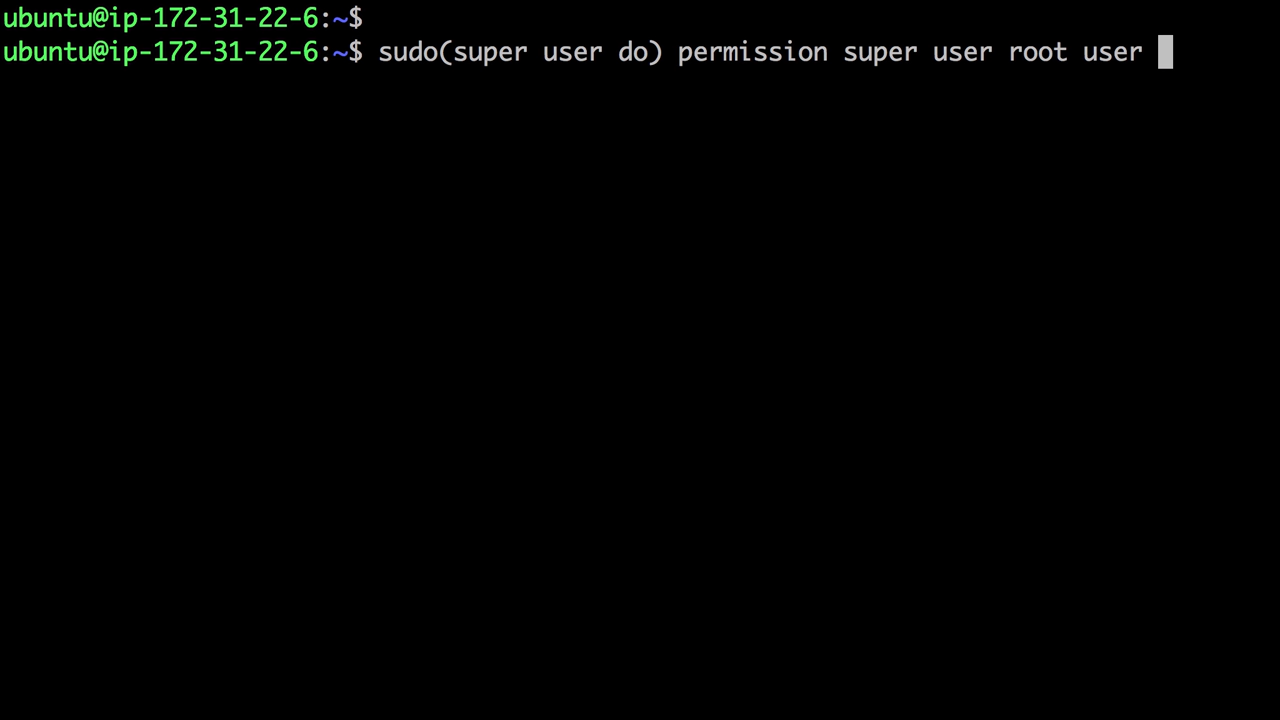 ubuntu@ip-172-31-22-6:~$
ubuntu@ip-172-31-22-6:~$ sudo(super user do) permission super user root user